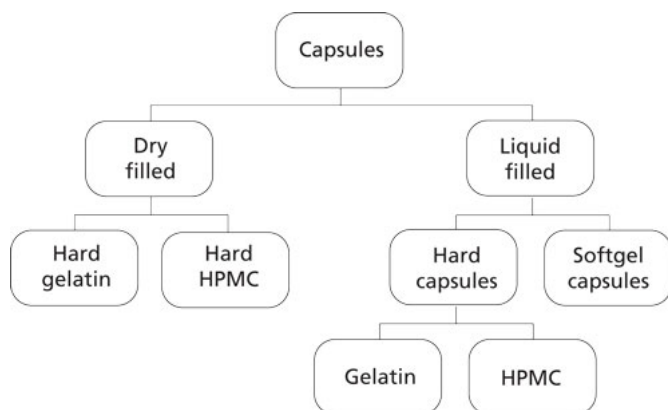 Capsules
Dry
filled
Liquid
filled
Hard
gelatin
Hard
HPMC
Hard
capsules
Softgel
capsules
Gelatin
HPMC